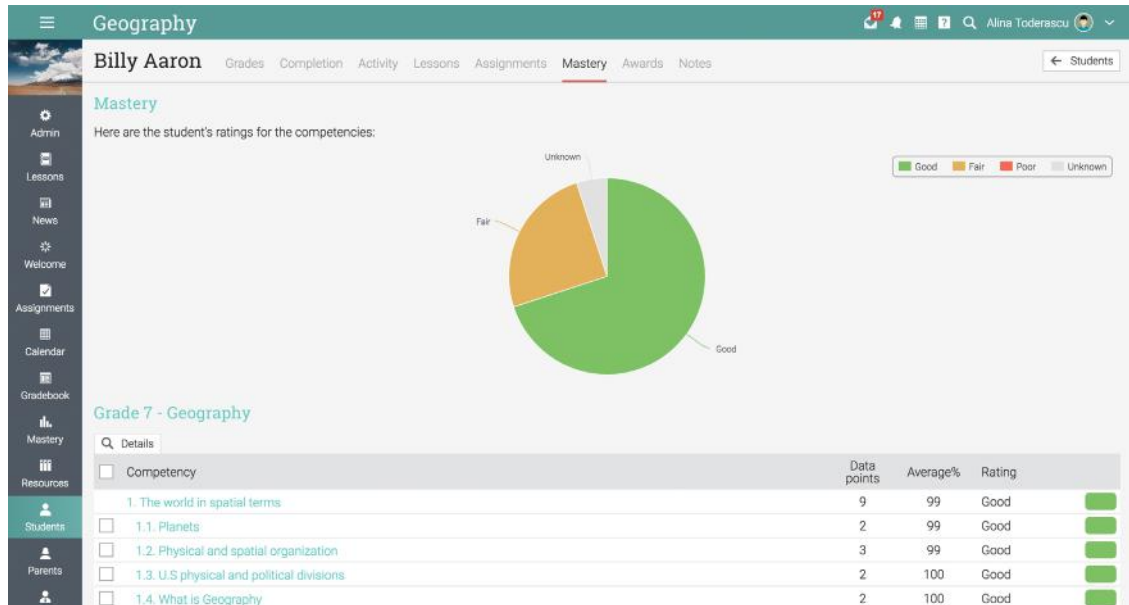 Geography
17
Alina Toderascu
Billy Aaron Grades Completion Activity Lessons Assignments Mastery Awards Notes
← Students
Admin
Lessons
News
Welcome
Assignments
Calendar
Gradebook
Mastery
Resources
Students
Parents
Mastery
Here are the student's ratings for the competencies:
Good Fair Poor Unknown
Unknown
Fair
Good
Grade 7 - Geography
Details
Competency Data points Average% Rating
1. The world in spatial terms 9 99 Good
1.1. Planets 2 99 Good
1.2. Physical and spatial organization 3 99 Good
1.3. U.S physical and political divisions 2 100 Good
1.4. What is Geography 2 100 Good